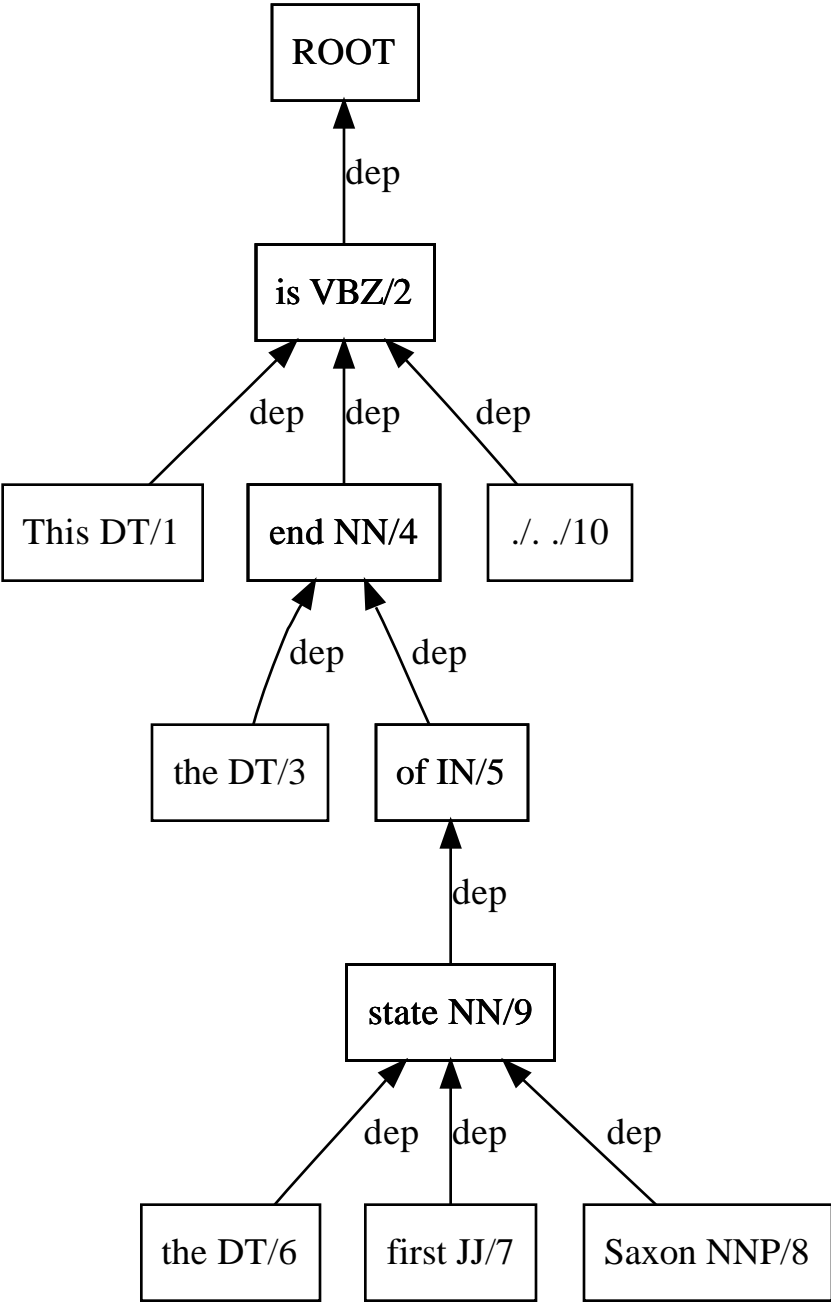 ROOT
dep
is VBZ/2
dep dep dep
This DT/1 end NN/4 ./. ./10
dep dep
the DT/3 of IN/5
dep
state NN/9
dep dep dep
the DT/6 first JJ/7 Saxon NNP/8